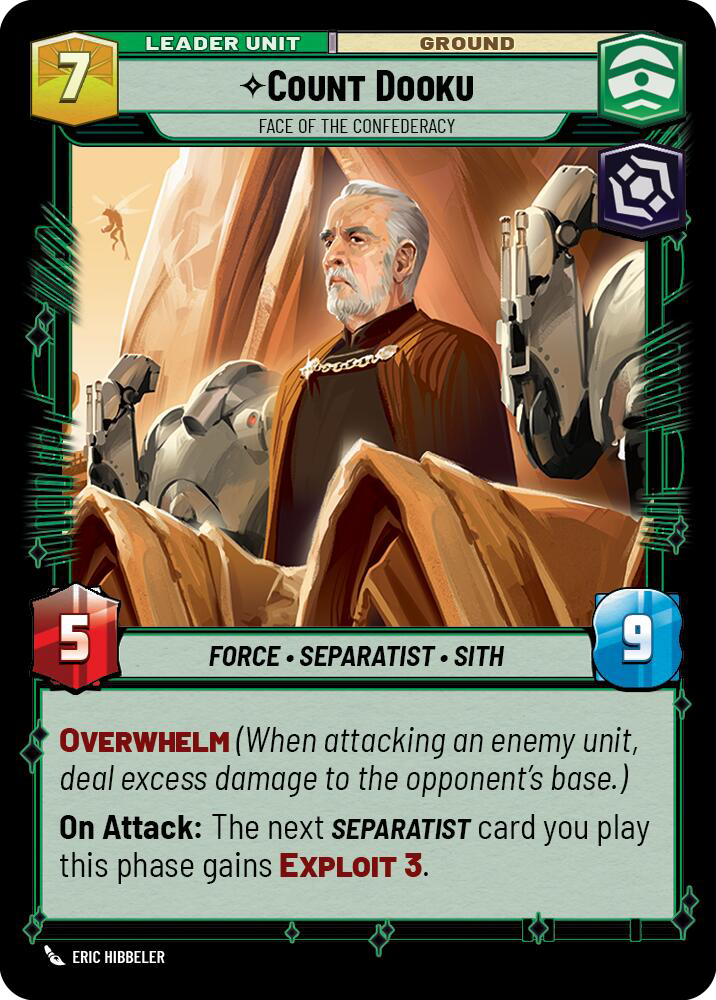 LEADER UNIT
GROUND
7
COUNT DOOKU
FACE OF THE CONFEDERACY
5
FORCE • SEPARATIST • SITH
9
OVERWHELM (When attacking an enemy unit,
deal excess damage to the opponent's base.)
On Attack: The next SEPARATIST card you play
this phase gains EXPLOIT 3.
ERIC HIBBELER